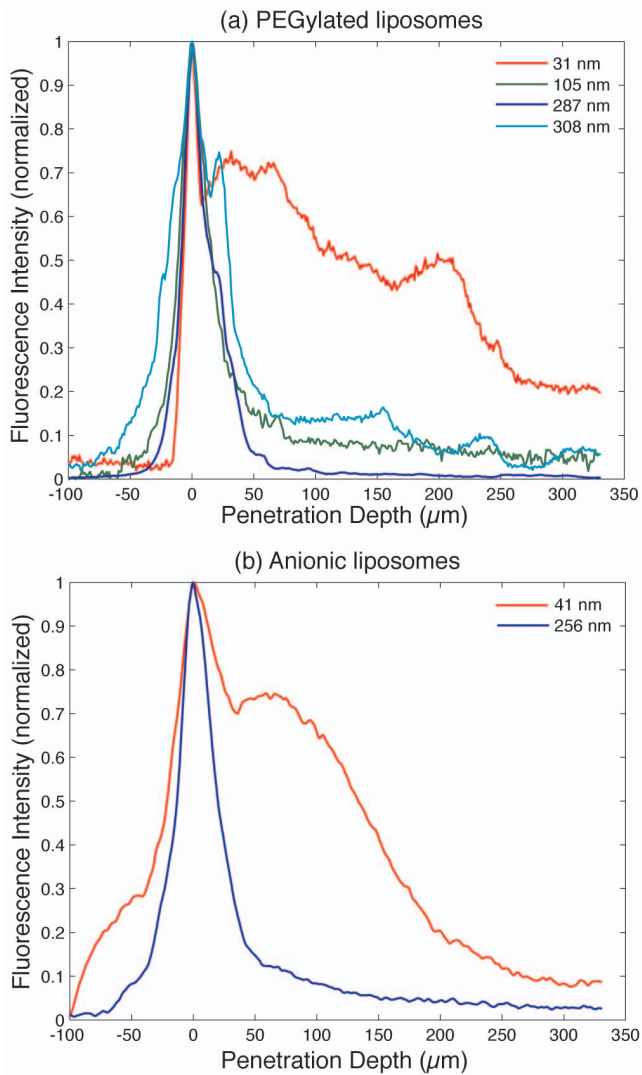 (a) PEGylated liposomes
1
0.9
0.8
0.7
0.6
0.5
0.4
0.3
0.2
0.1
0
Fluorescence Intensity (normalized)
31 nm
105 nm
287 nm
308 nm
-100 -50 0 50 100 150 200 250 300 350
Penetration Depth (µm)
(b) Anionic liposomes
1
0.9
0.8
0.7
0.6
0.5
0.4
0.3
0.2
0.1
0
Fluorescence Intensity (normalized)
41 nm
256 nm
-100 -50 0 50 100 150 200 250 300 350
Penetration Depth (µm)